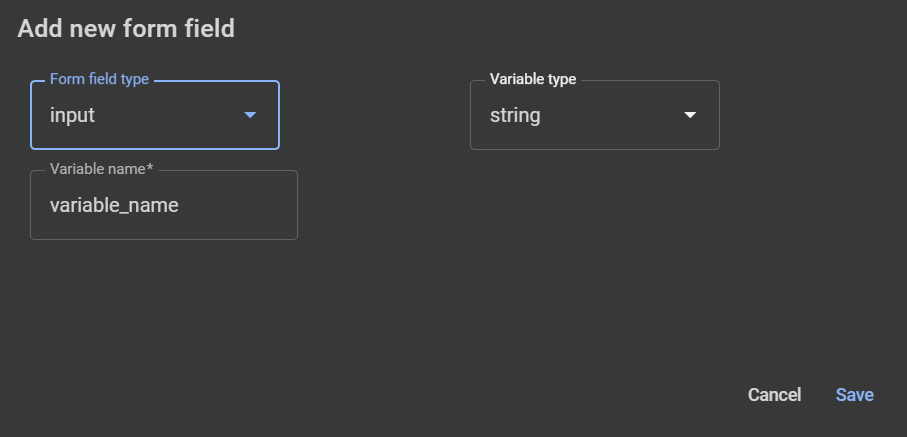 Add new form field
Form field type
Variable type
input
string
Variable name*
variable_name
Cancel
Save